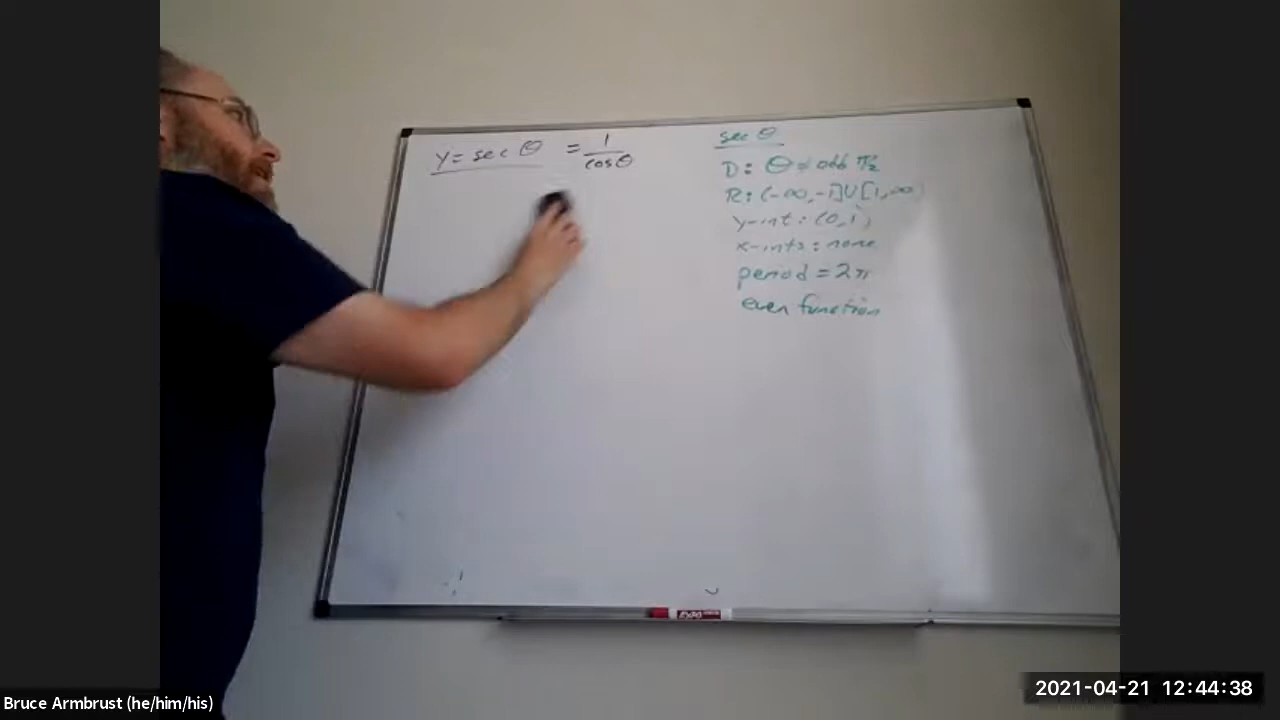 y = sec θ = 1/cosθ
sec θ
D: θ ≠ odd π/2
R: (-∞,-1]U[1,∞)
y-int: (0,1)
x-ints: none
period = 2π
even function
EXPO
Bruce Armbrust (he/him/his)
2021-04-21 12:44:38